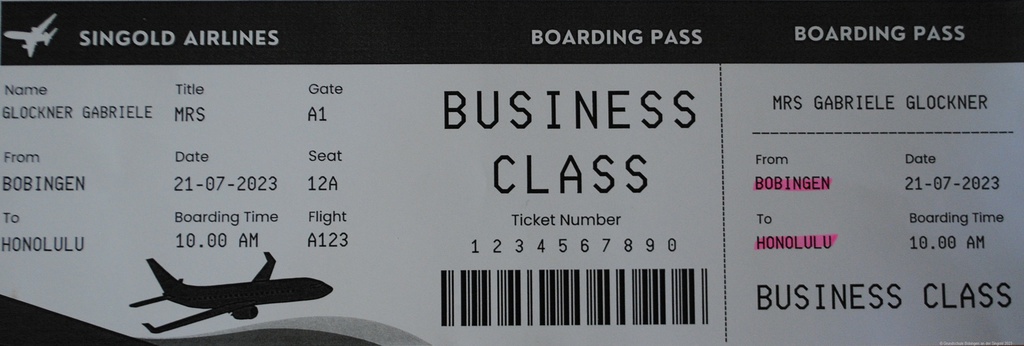 SINGOLD AIRLINES
BOARDING PASS
BOARDING PASS
Name
GLOCKNER GABRIELE
Title
MRS
Gate
A1
From
BOBINGEN
Date
21-07-2023
Seat
12A
To
HONOLULU
Boarding Time
10.00 AM
Flight
A123
BUSINESS
CLASS
Ticket Number
1 2 3 4 5 6 7 8 9 0
MRS GABRIELE GLOCKNER
From
BOBINGEN
Date
21-07-2023
To
HONOLULU
Boarding Time
10.00 AM
BUSINESS CLASS